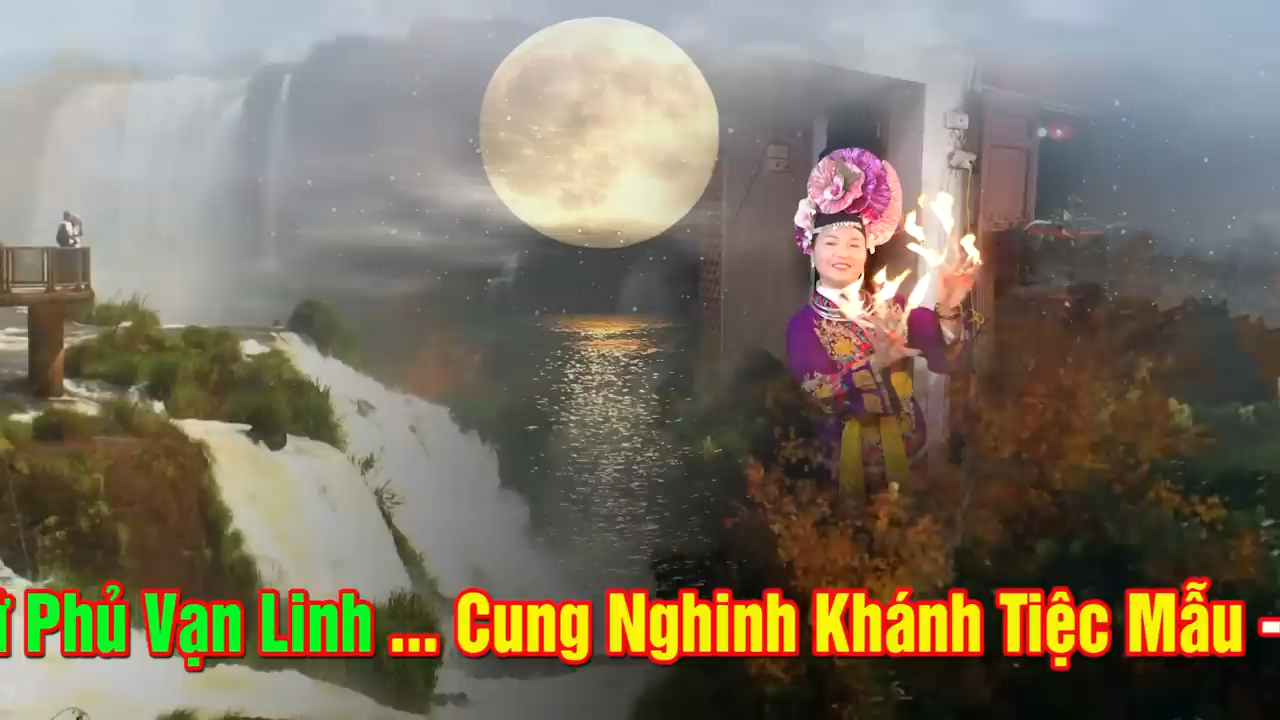 Phủ Vạn Linh ... Cung Nghinh Khánh Tiệc Mẫu -